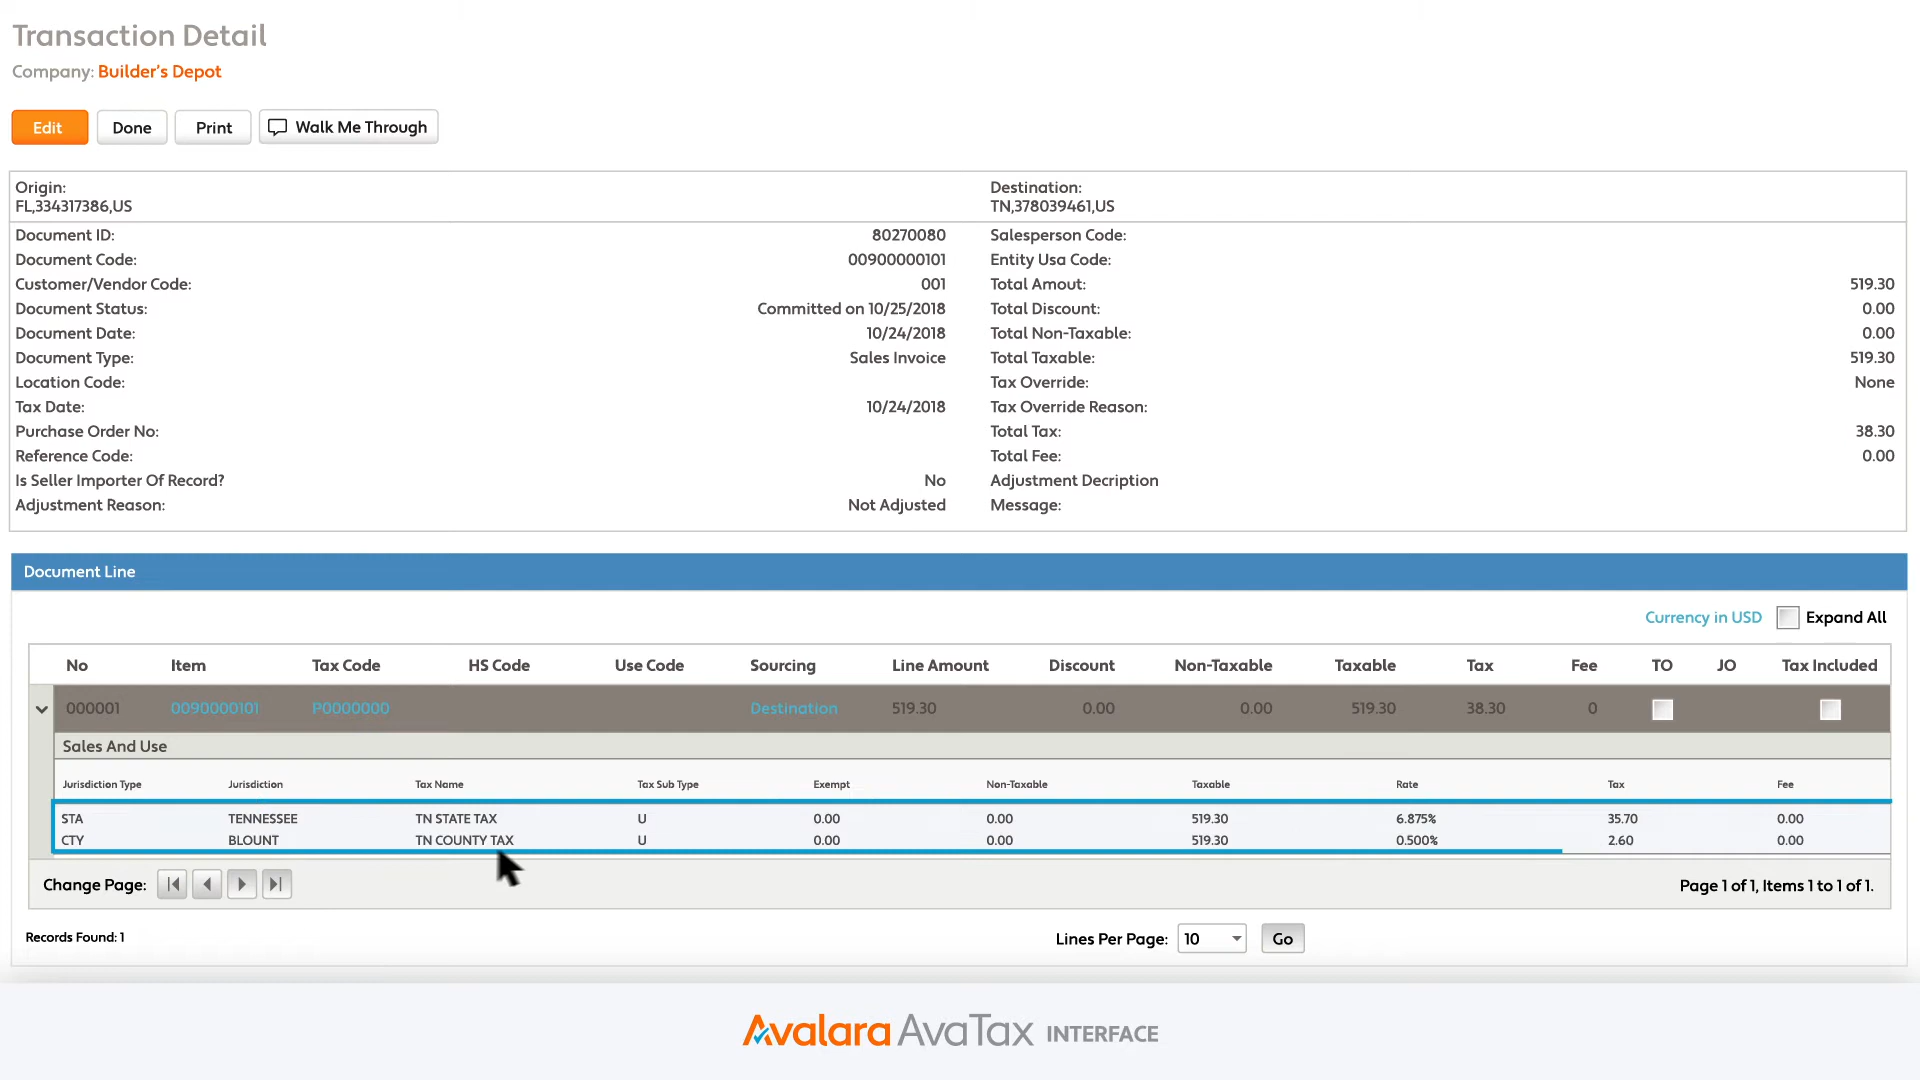 Transaction Detail
Company: Builder's Depot
Edit Done Print Walk Me Through
Origin: Destination:
FL,334317386,US TN,378039461,US
Document ID: 80270080 Salesperson Code:
Document Code: 00900000101 Entity Usa Code:
Customer/Vendor Code: 001 Total Amout: 519.30
Document Status: Committed on 10/25/2018 Total Discount: 0.00
Document Date: 10/24/2018 Total Non-Taxable: 0.00
Document Type: Sales Invoice Total Taxable: 519.30
Location Code: Tax Override: None
Tax Date: 10/24/2018 Tax Override Reason:
Purchase Order No: Total Tax: 38.30
Reference Code: Total Fee: 0.00
Is Seller Importer Of Record? No Adjustment Decription
Adjustment Reason: Not Adjusted Message:
Document Line
Currency in USD Expand All
No Item Tax Code HS Code Use Code Sourcing Line Amount Discount Non-Taxable Taxable Tax Fee TO JO Tax Included
000001 0090000101 P0000000 Destination 519.30 0.00 0.00 519.30 38.30 0
Sales And Use
Jurisdiction Type Jurisdiction Tax Name Tax Sub Type Exempt Non-Taxable Taxable Rate Tax Fee
STA TENNESSEE TN STATE TAX U 0.00 0.00 519.30 6.875% 35.70 0.00
CTY BLOUNT TN COUNTY TAX U 0.00 0.00 519.30 0.500% 2.60 0.00
Change Page: Page 1 of 1, Items 1 to 1 of 1.
Records Found: 1 Lines Per Page: 10 Go
Avalara AvaTax INTERFACE